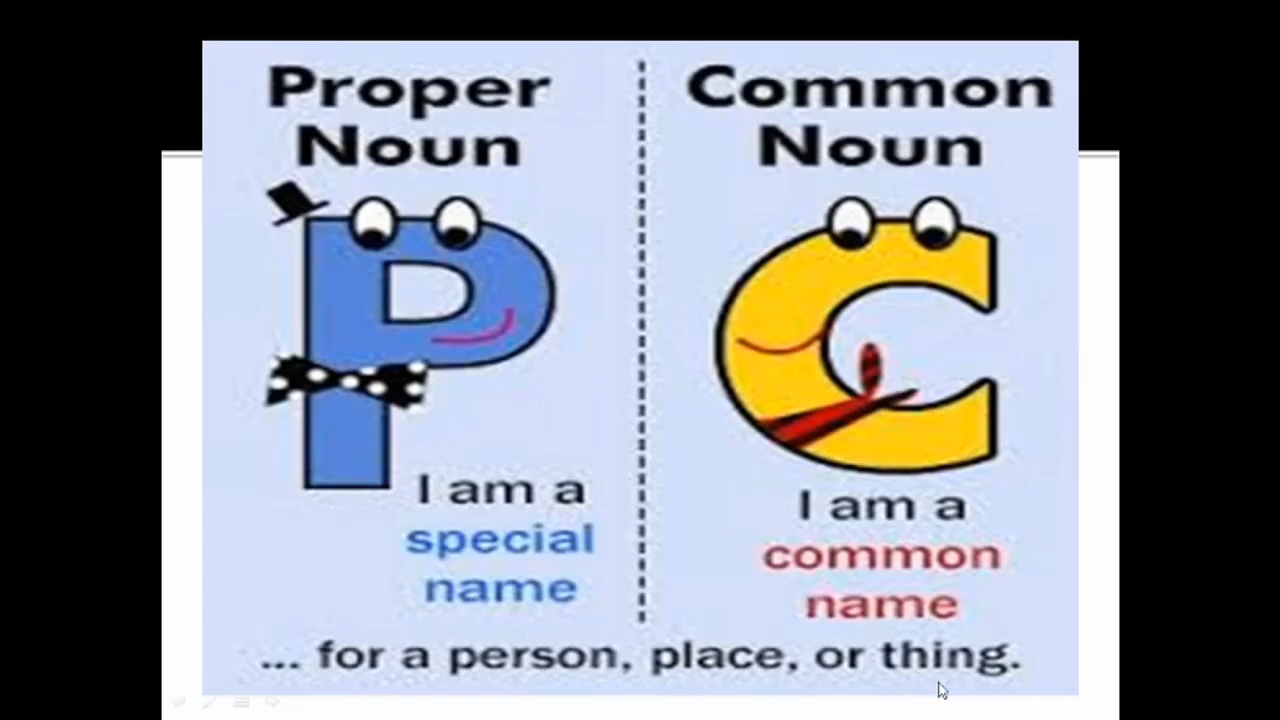 Proper
Noun
I am a
special
name
Common
Noun
I am a
common
name
... for a person, place, or thing.